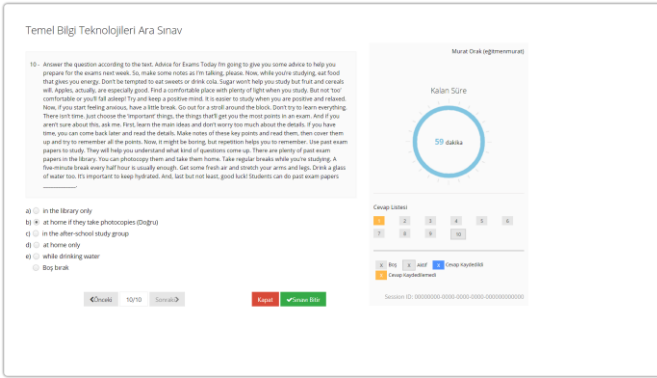 Temel Bilgi Teknolojileri Ara Sınav
Murat Orak (eğitmenmurat)
10 - Answer the question according to the text. Advice for Exams Today I'm going to give you some advice to help you
prepare for the exams next week. So, make some notes as I'm talking, please. Now, while you're studying, eat food
that gives you energy. Don't be tempted to eat sweets or drink cola. Sugar won't help you study but fruit and cereals
will. Apples, actually, are especially good. Find a comfortable place with plenty of light when you study. But not 'too'
comfortable or you'll fall asleep! Try and keep a positive mind. It is easier to study when you are positive and relaxed.
Now, if you start feeling anxious, have a little break. Go out for a stroll around the block. Don't try to learn everything.
There isn't time. Just choose the 'important' things, the things that'll get you the most points in an exam. And if you
aren't sure about this, ask me. First, learn the main ideas and don't worry too much about the details. If you have
time, you can come back later and read the details. Make notes of these key points and read them, then cover them
up and try to remember all the points. Now, it might be boring, but repetition helps you to remember. Use past exam
papers to study. They will help you understand what kind of questions come up. There are plenty of past exam
papers in the library. You can photocopy them and take them home. Take regular breaks while you're studying. A
five-minute break every half hour is usually enough. Get some fresh air and stretch your arms and legs. Drink a glass
of water too. It's important to keep hydrated. And, last but not least, good luck! Students can do past exam papers
__________.
Kalan Süre
59 dakika
a) in the library only
b) at home if they take photocopies (Doğru)
c) in the after-school study group
d) at home only
e) while drinking water
Boş bırak
Cevap Listesi
1 2 3 4 5 6
7 8 9 10
X Boş X Aktif X Cevap Kaydedildi
X Cevap Kaydedilemedi
Önceki 10/10 Sonraki Kapat Sınavı Bitir
Session ID: 00000000-0000-0000-0000-000000000000